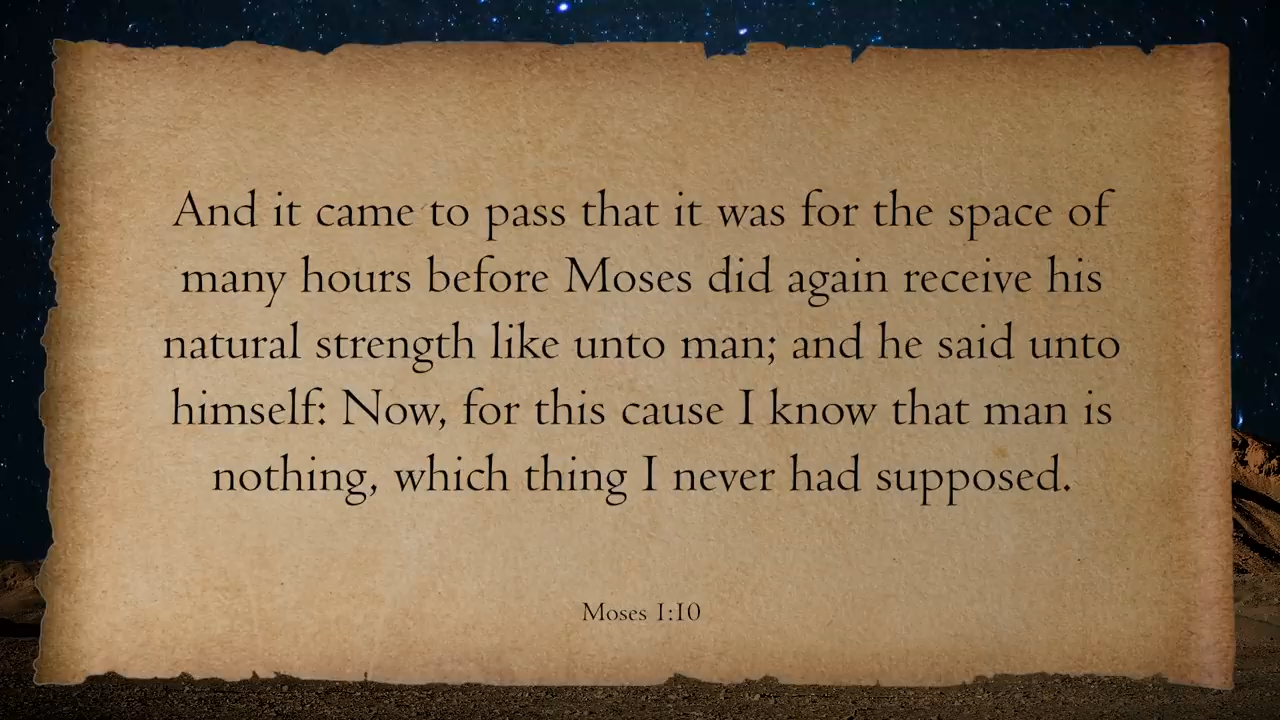 And it came to pass that it was for the space of
many hours before Moses did again receive his
natural strength like unto man; and he said unto
himself: Now, for this cause I know that man is
nothing, which thing I never had supposed.
Moses 1:10